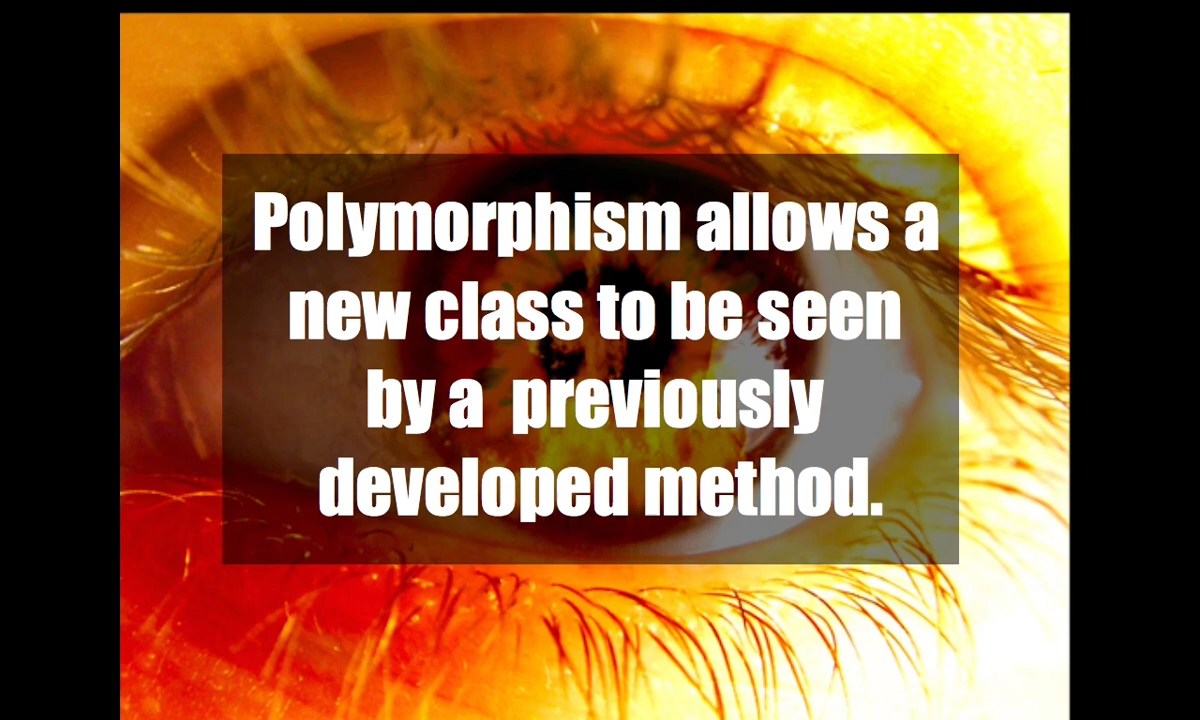 Polymorphism allows a
new class to be seen
by a  previously
developed method.